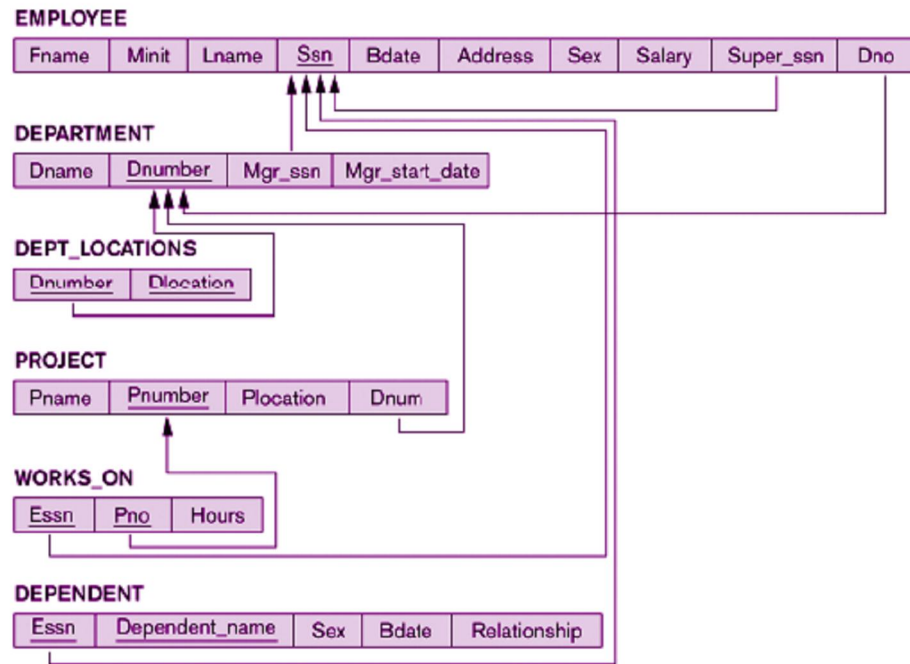 EMPLOYEE
Fname Minit Lname Ssn Bdate Address Sex Salary Super_ssn Dno
DEPARTMENT
Dname Dnumber Mgr_ssn Mgr_start_date
DEPT_LOCATIONS
Dnumber Dlocation
PROJECT
Pname Pnumber Plocation Dnum
WORKS_ON
Essn Pno Hours
DEPENDENT
Essn Dependent_name Sex Bdate Relationship